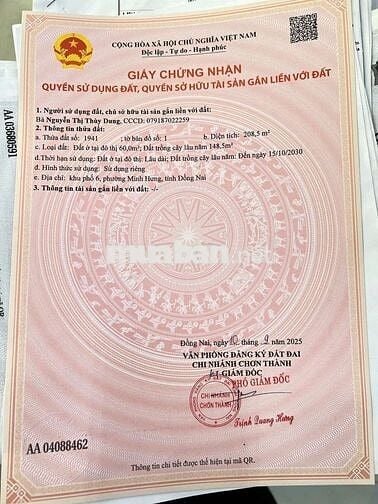 CỘNG HÒA XÃ HỘI CHỦ NGHĨA VIỆT NAM
Độc lập - Tự do - Hạnh phúc
GIẤY CHỨNG NHẬN
QUYỀN SỬ DỤNG ĐẤT, QUYỀN SỞ HỮU TÀI SẢN GẮN LIỀN VỚI ĐẤT
1. Người sử dụng đất, chủ sở hữu tài sản gắn liền với đất:
Bà Nguyễn Thị Thùy Dung, CCCD: 079187022259
2. Thông tin thửa đất:
a. Thửa đất số: 1941 ; tờ bản đồ số: 1 b. Diện tích: 208,5 m²
c. Loại đất: Đất ở tại đô thị 60,0m²; Đất trồng cây lâu năm 148.5m²
d.Thời hạn sử dụng: Đất ở tại đô thị: Lâu dài; Đất trồng cây lâu năm: Đến ngày 15/10/2030
d. Hình thức sử dụng: Sử dụng riêng
e. Địa chỉ: khu phố 6, phường Minh Hưng, tỉnh Đồng Nai
3. Thông tin tài sản gắn liền với đất: -/-
muaban.net
Đồng Nai, ngày tháng 9 năm 2025
VĂN PHÒNG ĐĂNG KÝ ĐẤT ĐAI
CHI NHÁNH CHƠN THÀNH
KT.GIÁM ĐỐC
PHÓ GIÁM ĐỐC
CHI NHÁNH
CHƠN THÀNH
Trịnh Quang Hưng
AA 04088462
Thông tin chi tiết được thể hiện tại mã QR.